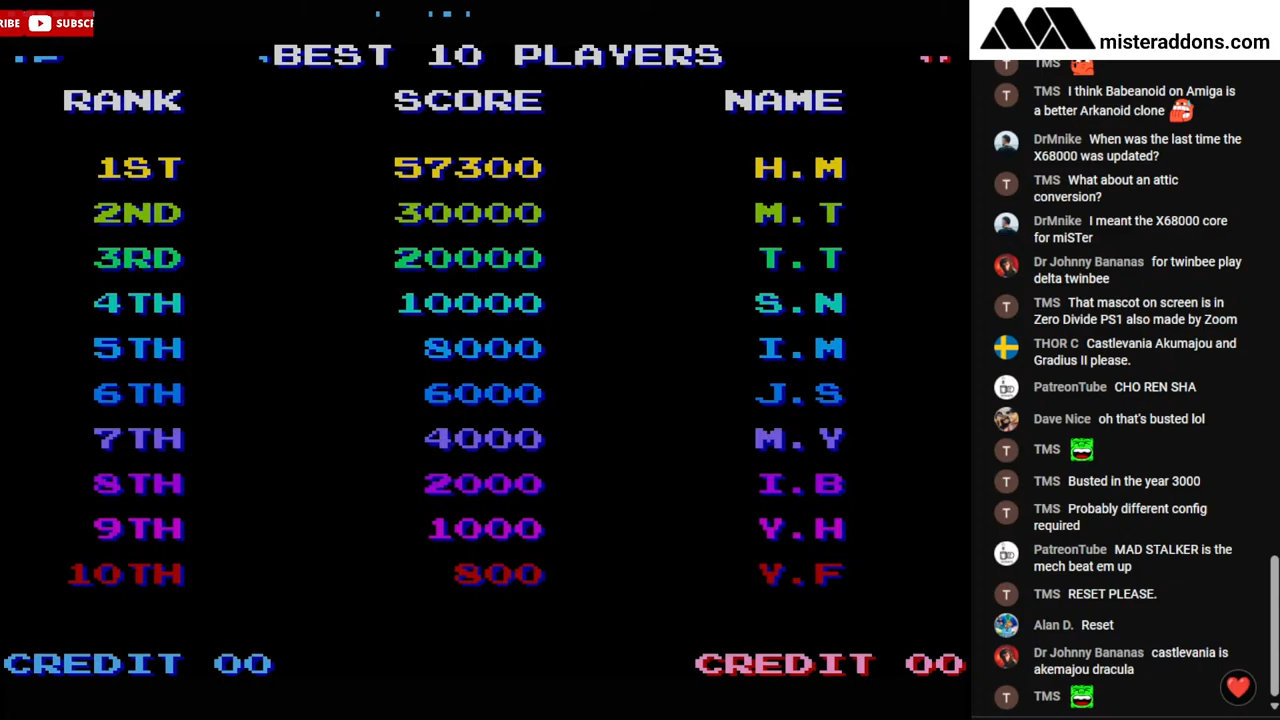 RIBE SUBSCR
BEST 10 PLAYERS
RANK SCORE NAME
1ST 57300 H.M
2ND 30000 M.T
3RD 20000 T.T
4TH 10000 S.N
5TH 8000 I.M
6TH 6000 J.S
7TH 4000 M.Y
8TH 2000 I.B
9TH 1000 Y.H
10TH 800 Y.F
CREDIT 00 CREDIT 00
misteraddons.com
T TMS
T TMS I think Babeanoid on Amiga is
a better Arkanoid clone
DrMnike When was the last time the
X68000 was updated?
T TMS What about an attic
conversion?
DrMnike I meant the X68000 core
for miSTer
Dr Johnny Bananas for twinbee play
delta twinbee
T TMS That mascot on screen is in
Zero Divide PS1 also made by Zoom
THOR C Castlevania Akumajou and
Gradius II please.
PatreonTube CHO REN SHA
Dave Nice oh that's busted lol
T TMS
T TMS Busted in the year 3000
T TMS Probably different config
required
PatreonTube MAD STALKER is the
mech beat em up
T TMS RESET PLEASE.
Alan D. Reset
Dr Johnny Bananas castlevania is
akemajou dracula
T TMS